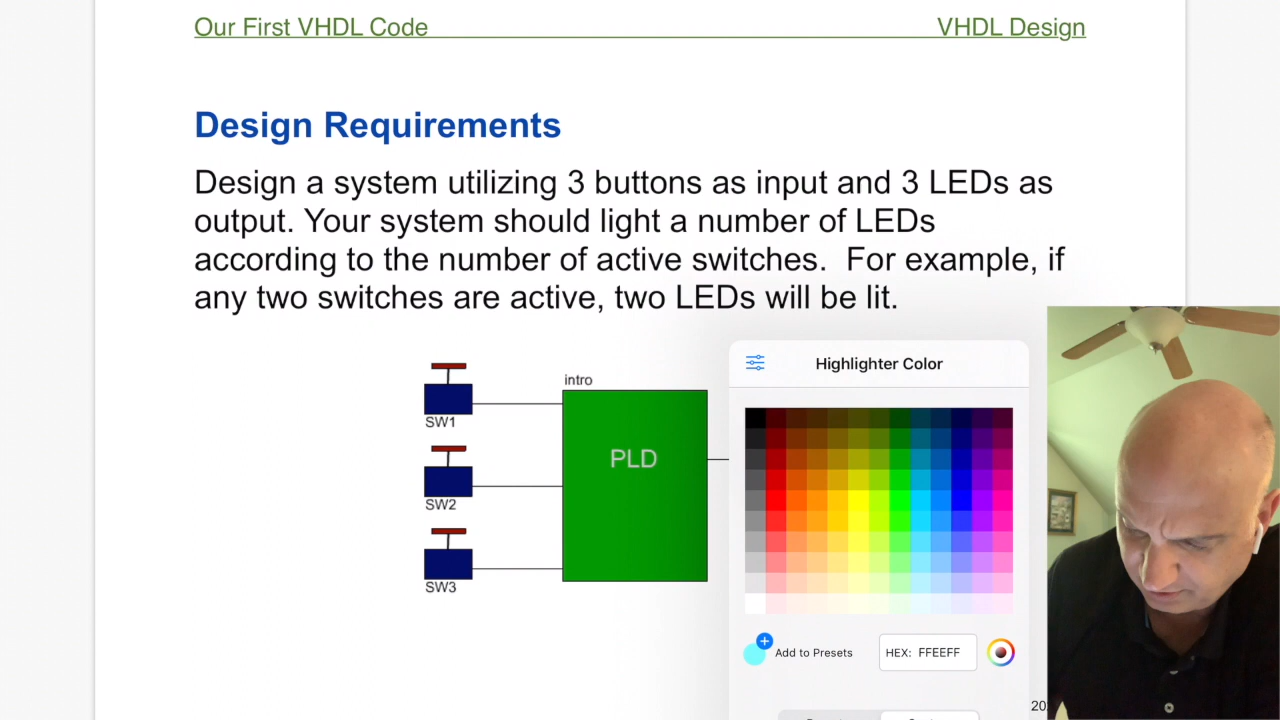 Our First VHDL Code VHDL Design
Design Requirements
Design a system utilizing 3 buttons as input and 3 LEDs as
output. Your system should light a number of LEDs
according to the number of active switches.  For example, if
any two switches are active, two LEDs will be lit.
intro
SW1
PLD
SW2
SW3
Highlighter Color
Add to Presets
HEX: FFEEFF
20